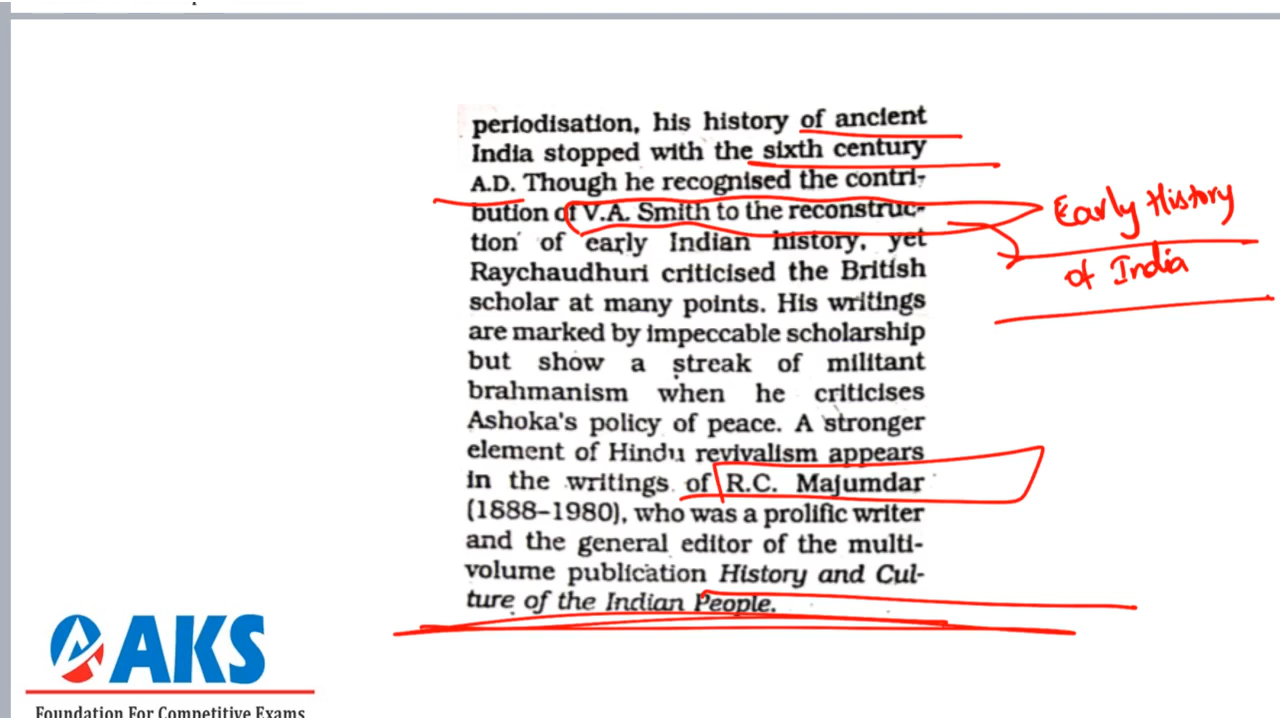 periodisation, his history of ancient
India stopped with the sixth century
A.D. Though he recognised the contri-
bution of V.A. Smith to the reconstruc-
tion of early Indian history, yet
Raychaudhuri criticised the British
scholar at many points. His writings
are marked by impeccable scholarship
but show a streak of militant
brahmanism when he criticises
Ashoka's policy of peace. A stronger
element of Hindu revivalism appears
in the writings of R.C. Majumdar
(1888–1980), who was a prolific writer
and the general editor of the multi-
volume publication History and Cul-
ture of the Indian People.
Early History
of India
AKS
Foundation For Competitive Exams